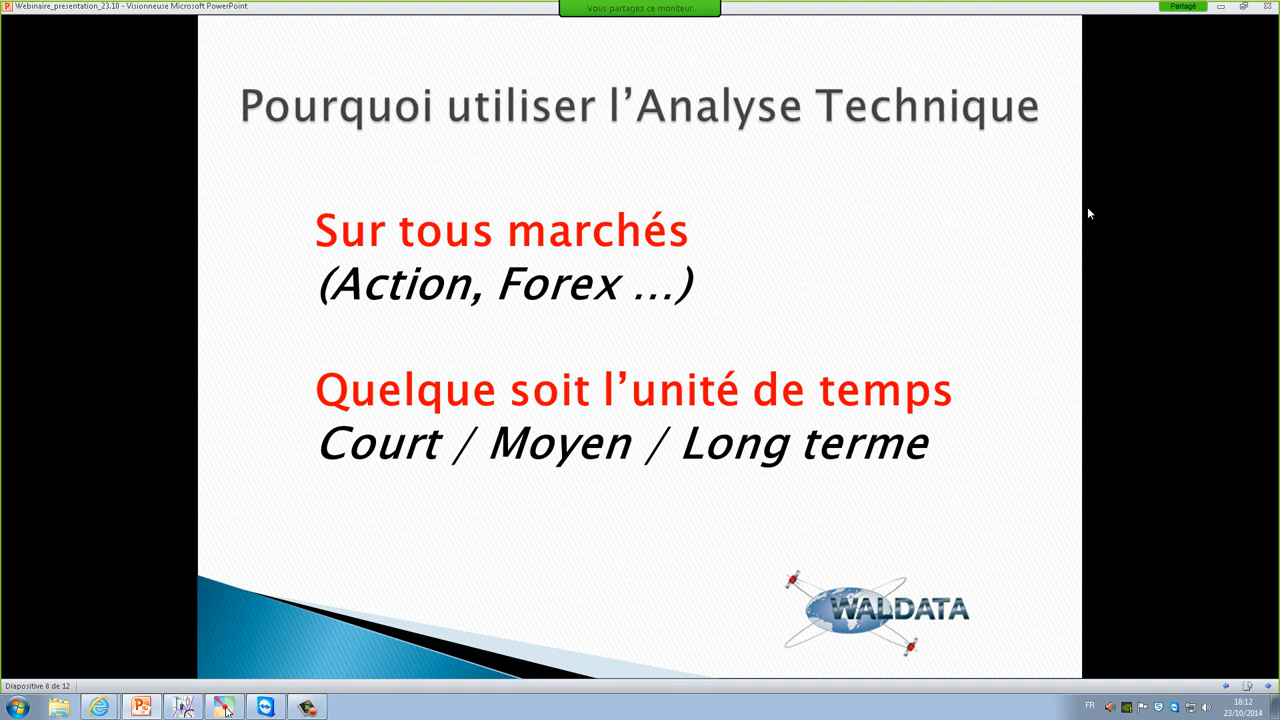 Webinaire_presentation_23.10 - Visionneuse Microsoft PowerPoint
Vous partagez ce moniteur.
Partagé
Pourquoi utiliser l’Analyse Technique
Sur tous marchés
(Action, Forex …)
Quelque soit l’unité de temps
Court / Moyen / Long terme
WALDATA
Diapositive 8 de 12
FR
18:12
23/10/2014